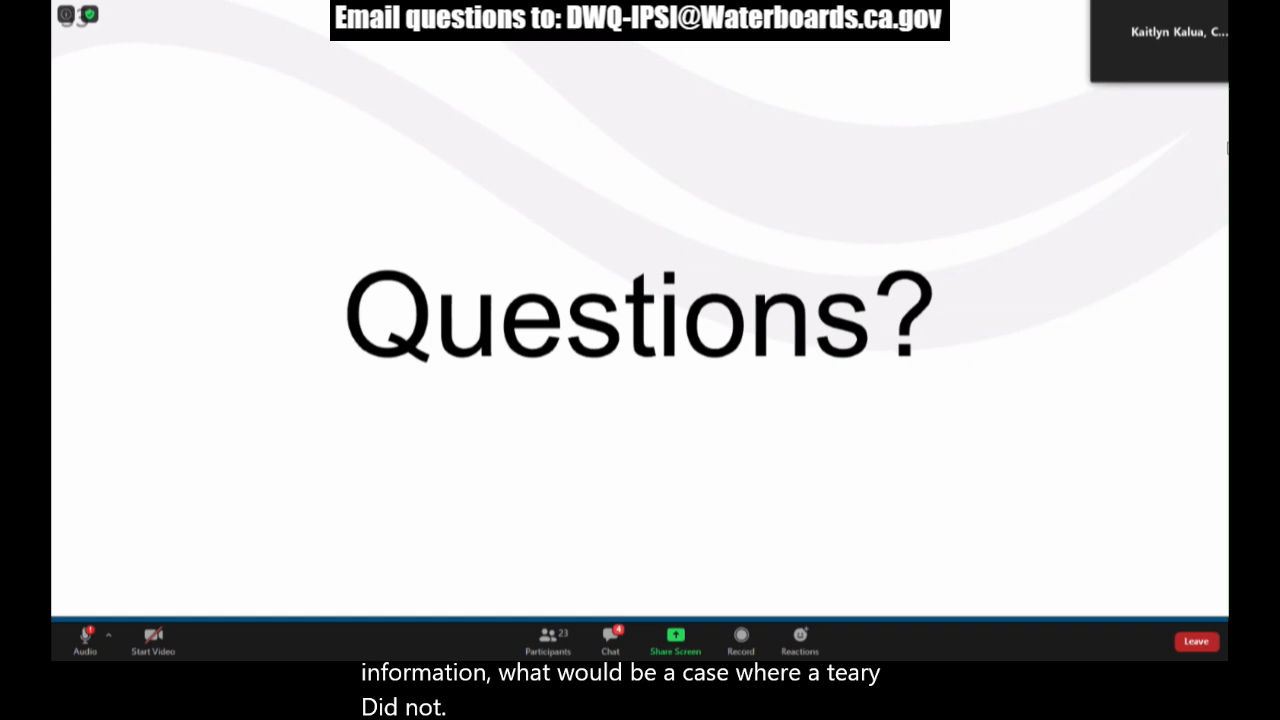 Email questions to: DWQ-IPSI@Waterboards.ca.gov
Kaitlyn Kalua, C...
Questions?
23
4
Audio
Start Video
Participants
Chat
Share Screen
Record
Reactions
Leave
information, what would be a case where a teary
Did not.